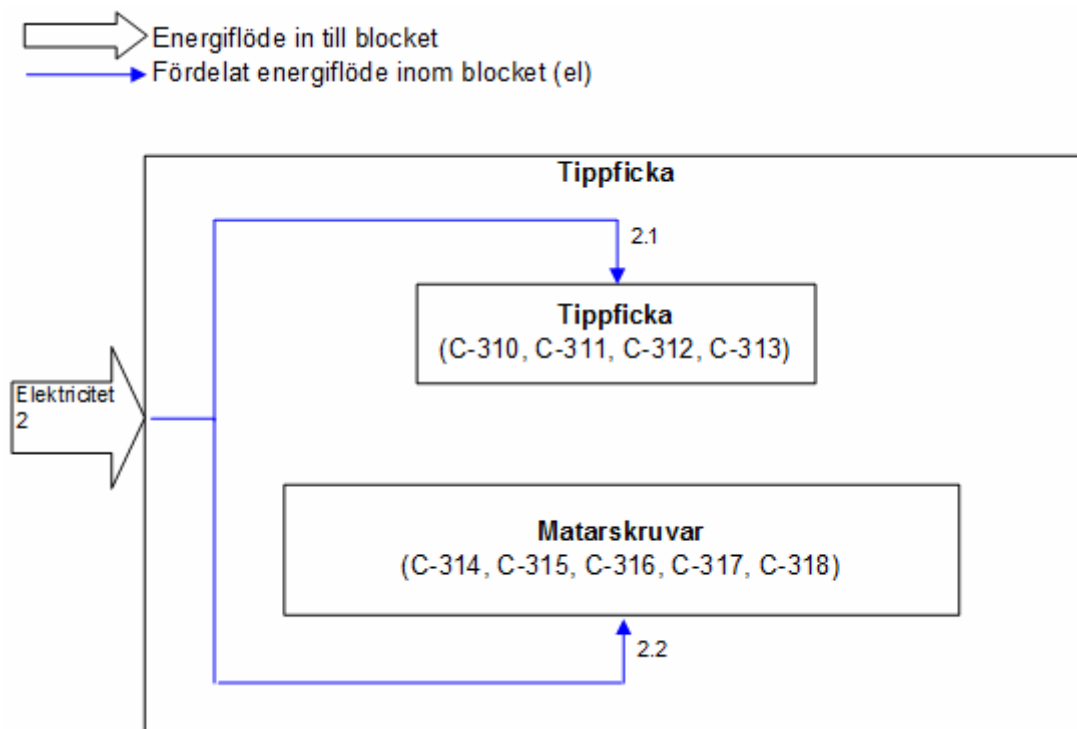 Energiflöde in till blocket
Fördelat energiflöde inom blocket (el)
Tippficka
2.1
Tippficka
(C-310, C-311, C-312, C-313)
Elektricitet
2
Matarskruvar
(C-314, C-315, C-316, C-317, C-318)
2.2